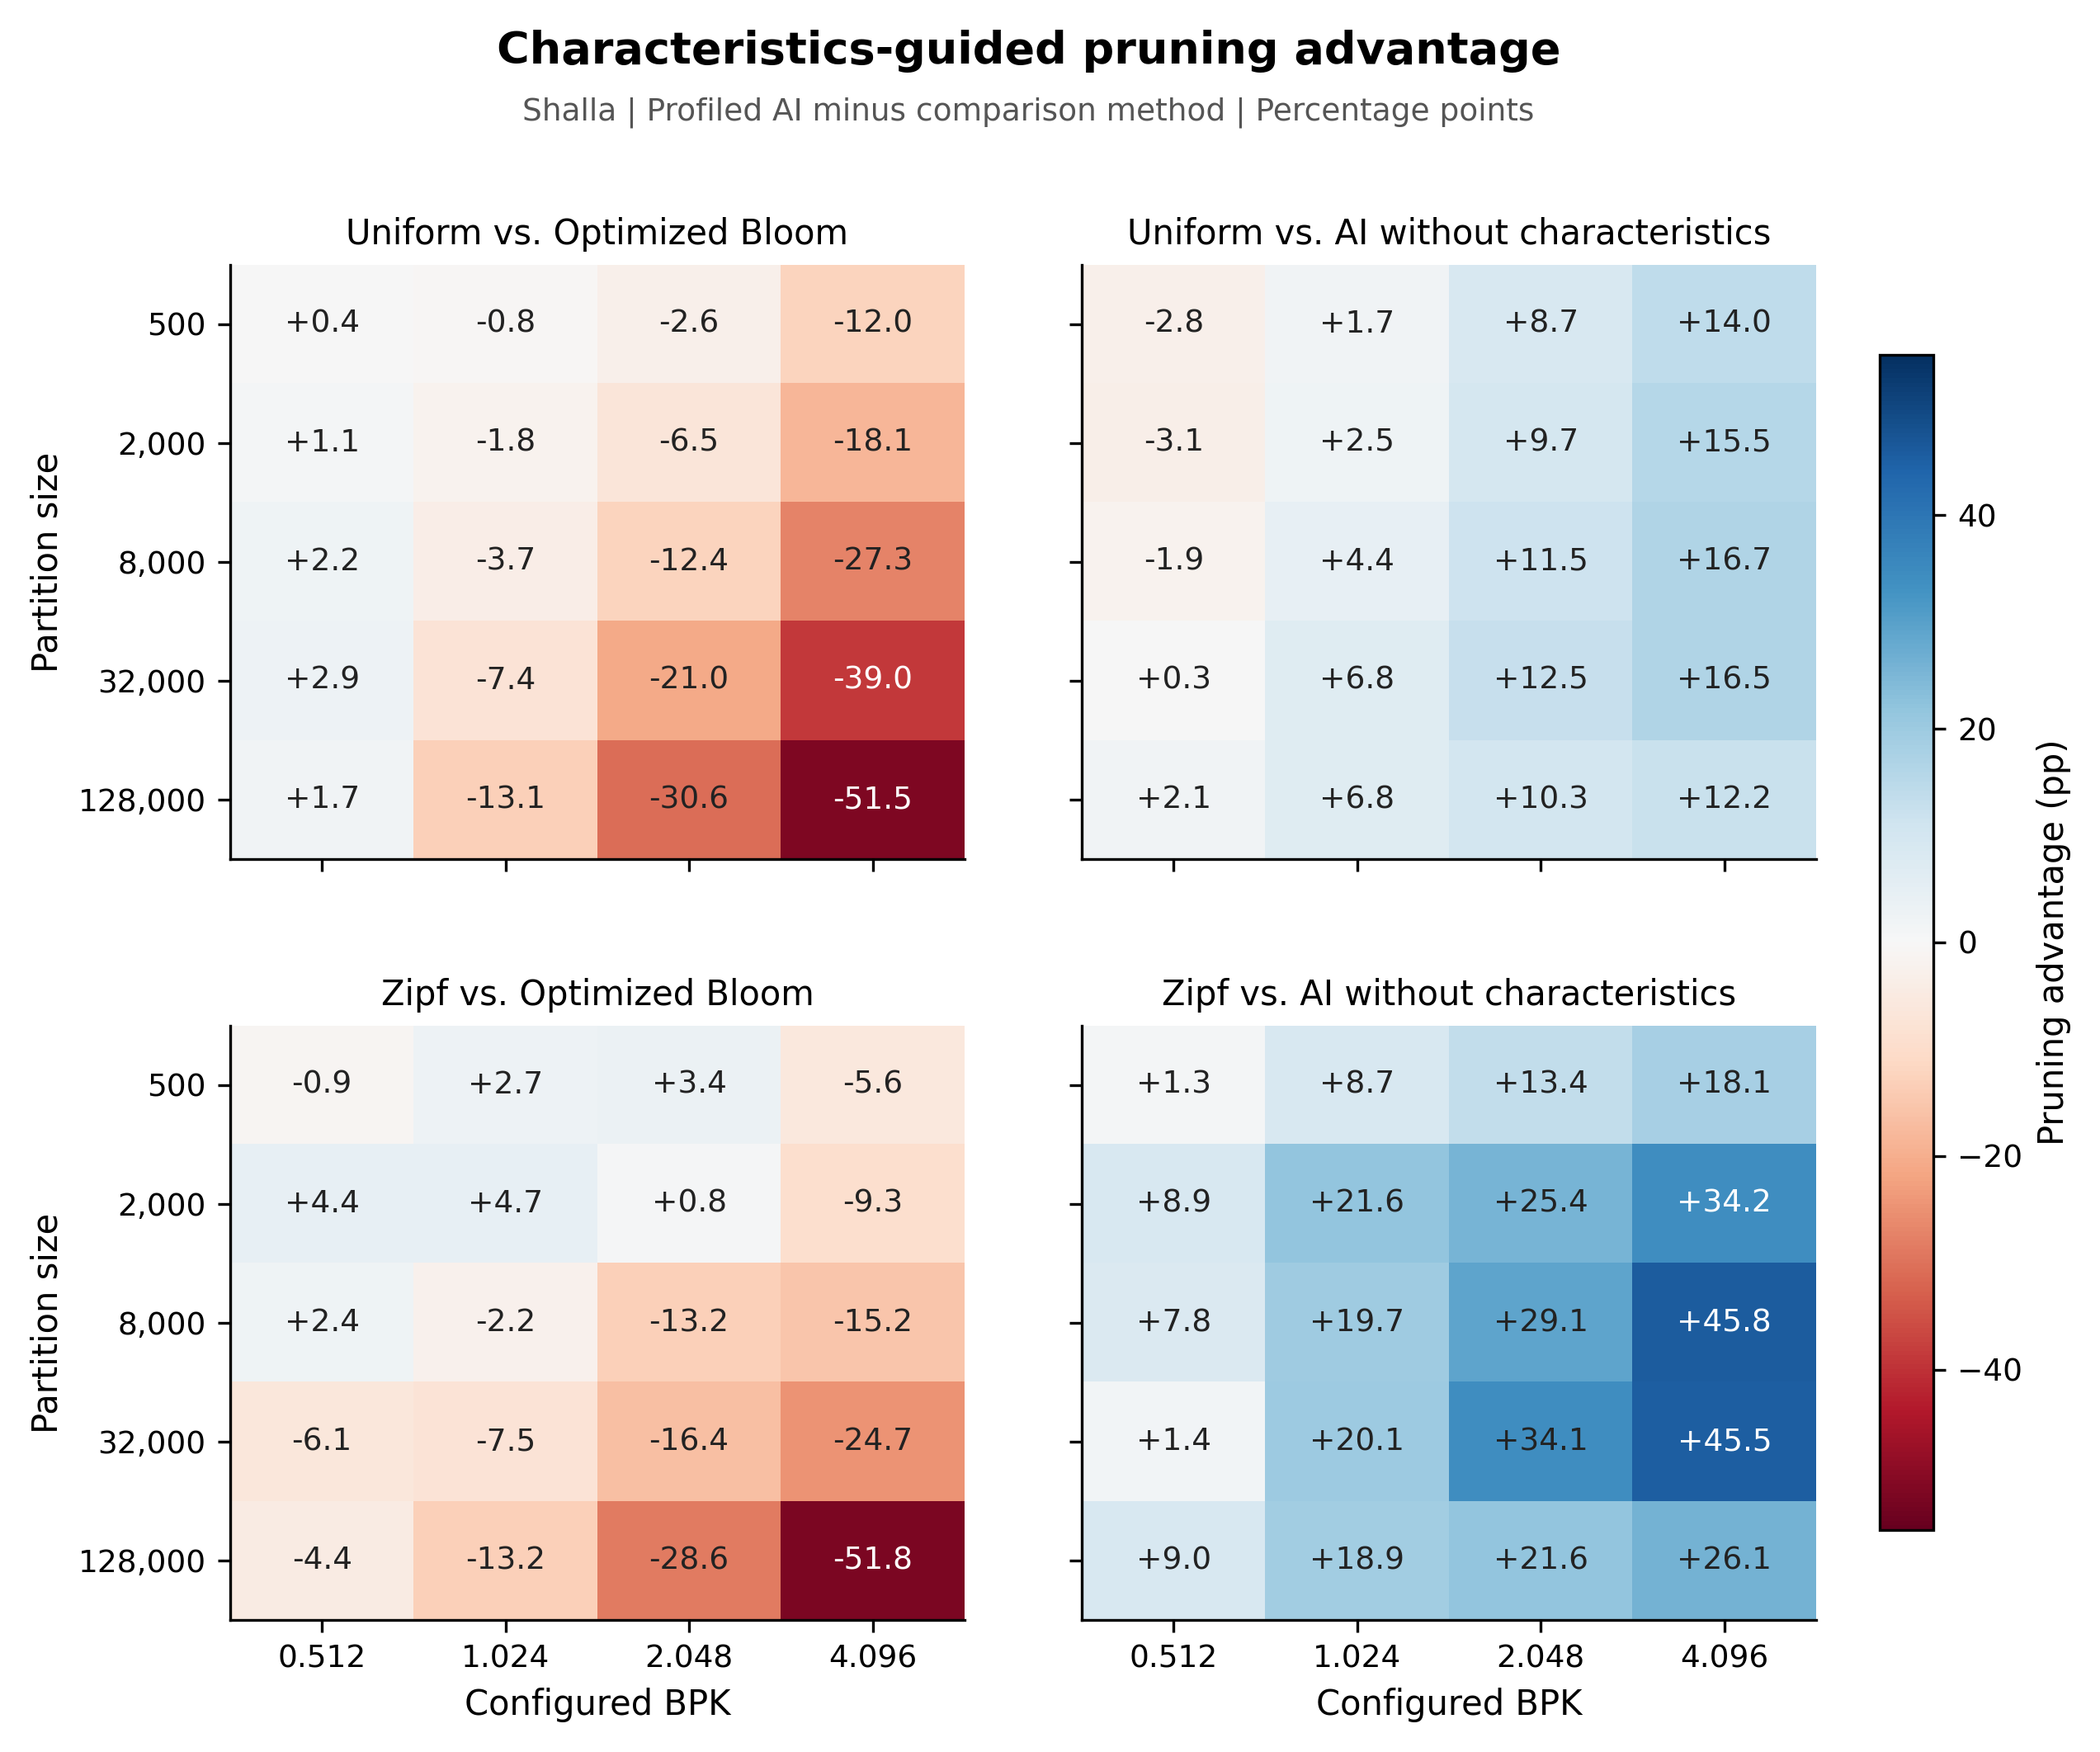 Characteristics-guided pruning advantage
Shalla | Profiled AI minus comparison method | Percentage points
Uniform vs. Optimized Bloom
Partition size
500 +0.4 -0.8 -2.6 -12.0
2,000 +1.1 -1.8 -6.5 -18.1
8,000 +2.2 -3.7 -12.4 -27.3
32,000 +2.9 -7.4 -21.0 -39.0
128,000 +1.7 -13.1 -30.6 -51.5
Uniform vs. AI without characteristics
-2.8 +1.7 +8.7 +14.0
-3.1 +2.5 +9.7 +15.5
-1.9 +4.4 +11.5 +16.7
+0.3 +6.8 +12.5 +16.5
+2.1 +6.8 +10.3 +12.2
Zipf vs. Optimized Bloom
Partition size
500 -0.9 +2.7 +3.4 -5.6
2,000 +4.4 +4.7 +0.8 -9.3
8,000 +2.4 -2.2 -13.2 -15.2
32,000 -6.1 -7.5 -16.4 -24.7
128,000 -4.4 -13.2 -28.6 -51.8
0.512 1.024 2.048 4.096
Configured BPK
Zipf vs. AI without characteristics
+1.3 +8.7 +13.4 +18.1
+8.9 +21.6 +25.4 +34.2
+7.8 +19.7 +29.1 +45.8
+1.4 +20.1 +34.1 +45.5
+9.0 +18.9 +21.6 +26.1
0.512 1.024 2.048 4.096
Configured BPK
40
20
0
−20
−40
Pruning advantage (pp)